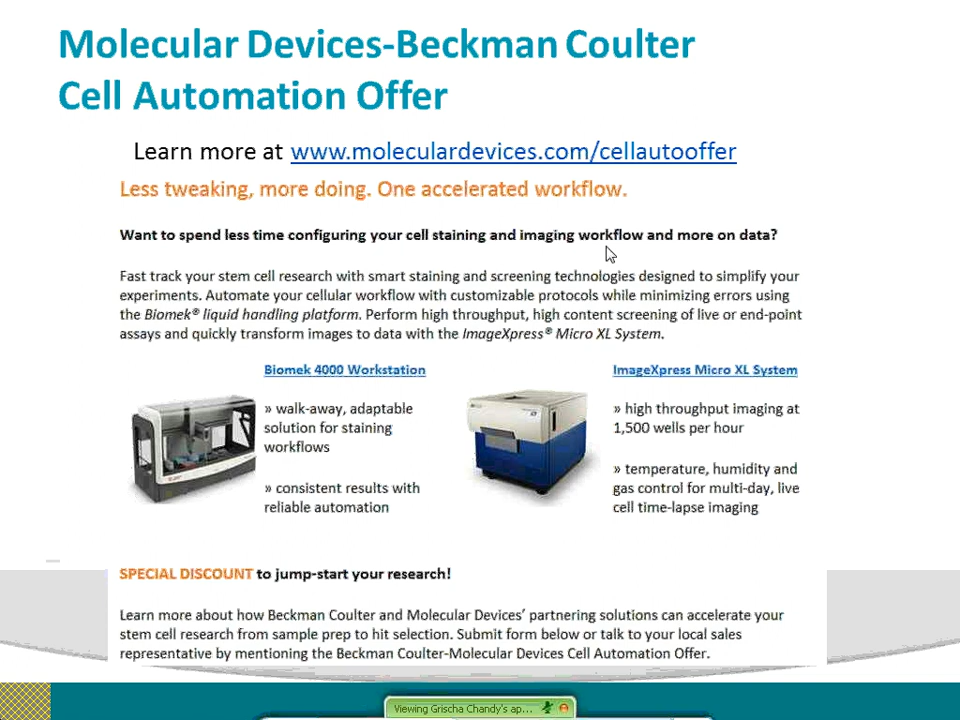 Molecular Devices-Beckman Coulter
Cell Automation Offer
Learn more at www.moleculardevices.com/cellautooffer
Less tweaking, more doing. One accelerated workflow.
Want to spend less time configuring your cell staining and imaging workflow and more on data?
Fast track your stem cell research with smart staining and screening technologies designed to simplify your
experiments. Automate your cellular workflow with customizable protocols while minimizing errors using
the Biomek® liquid handling platform. Perform high throughput, high content screening of live or end-point
assays and quickly transform images to data with the ImageXpress® Micro XL System.
Biomek 4000 Workstation
» walk-away, adaptable
solution for staining
workflows
» consistent results with
reliable automation
ImageXpress Micro XL System
» high throughput imaging at
1,500 wells per hour
» temperature, humidity and
gas control for multi-day, live
cell time-lapse imaging
SPECIAL DISCOUNT to jump-start your research!
Learn more about how Beckman Coulter and Molecular Devices’ partnering solutions can accelerate your
stem cell research from sample prep to hit selection. Submit form below or talk to your local sales
representative by mentioning the Beckman Coulter-Molecular Devices Cell Automation Offer.
Viewing Grischa Chandy's ap...